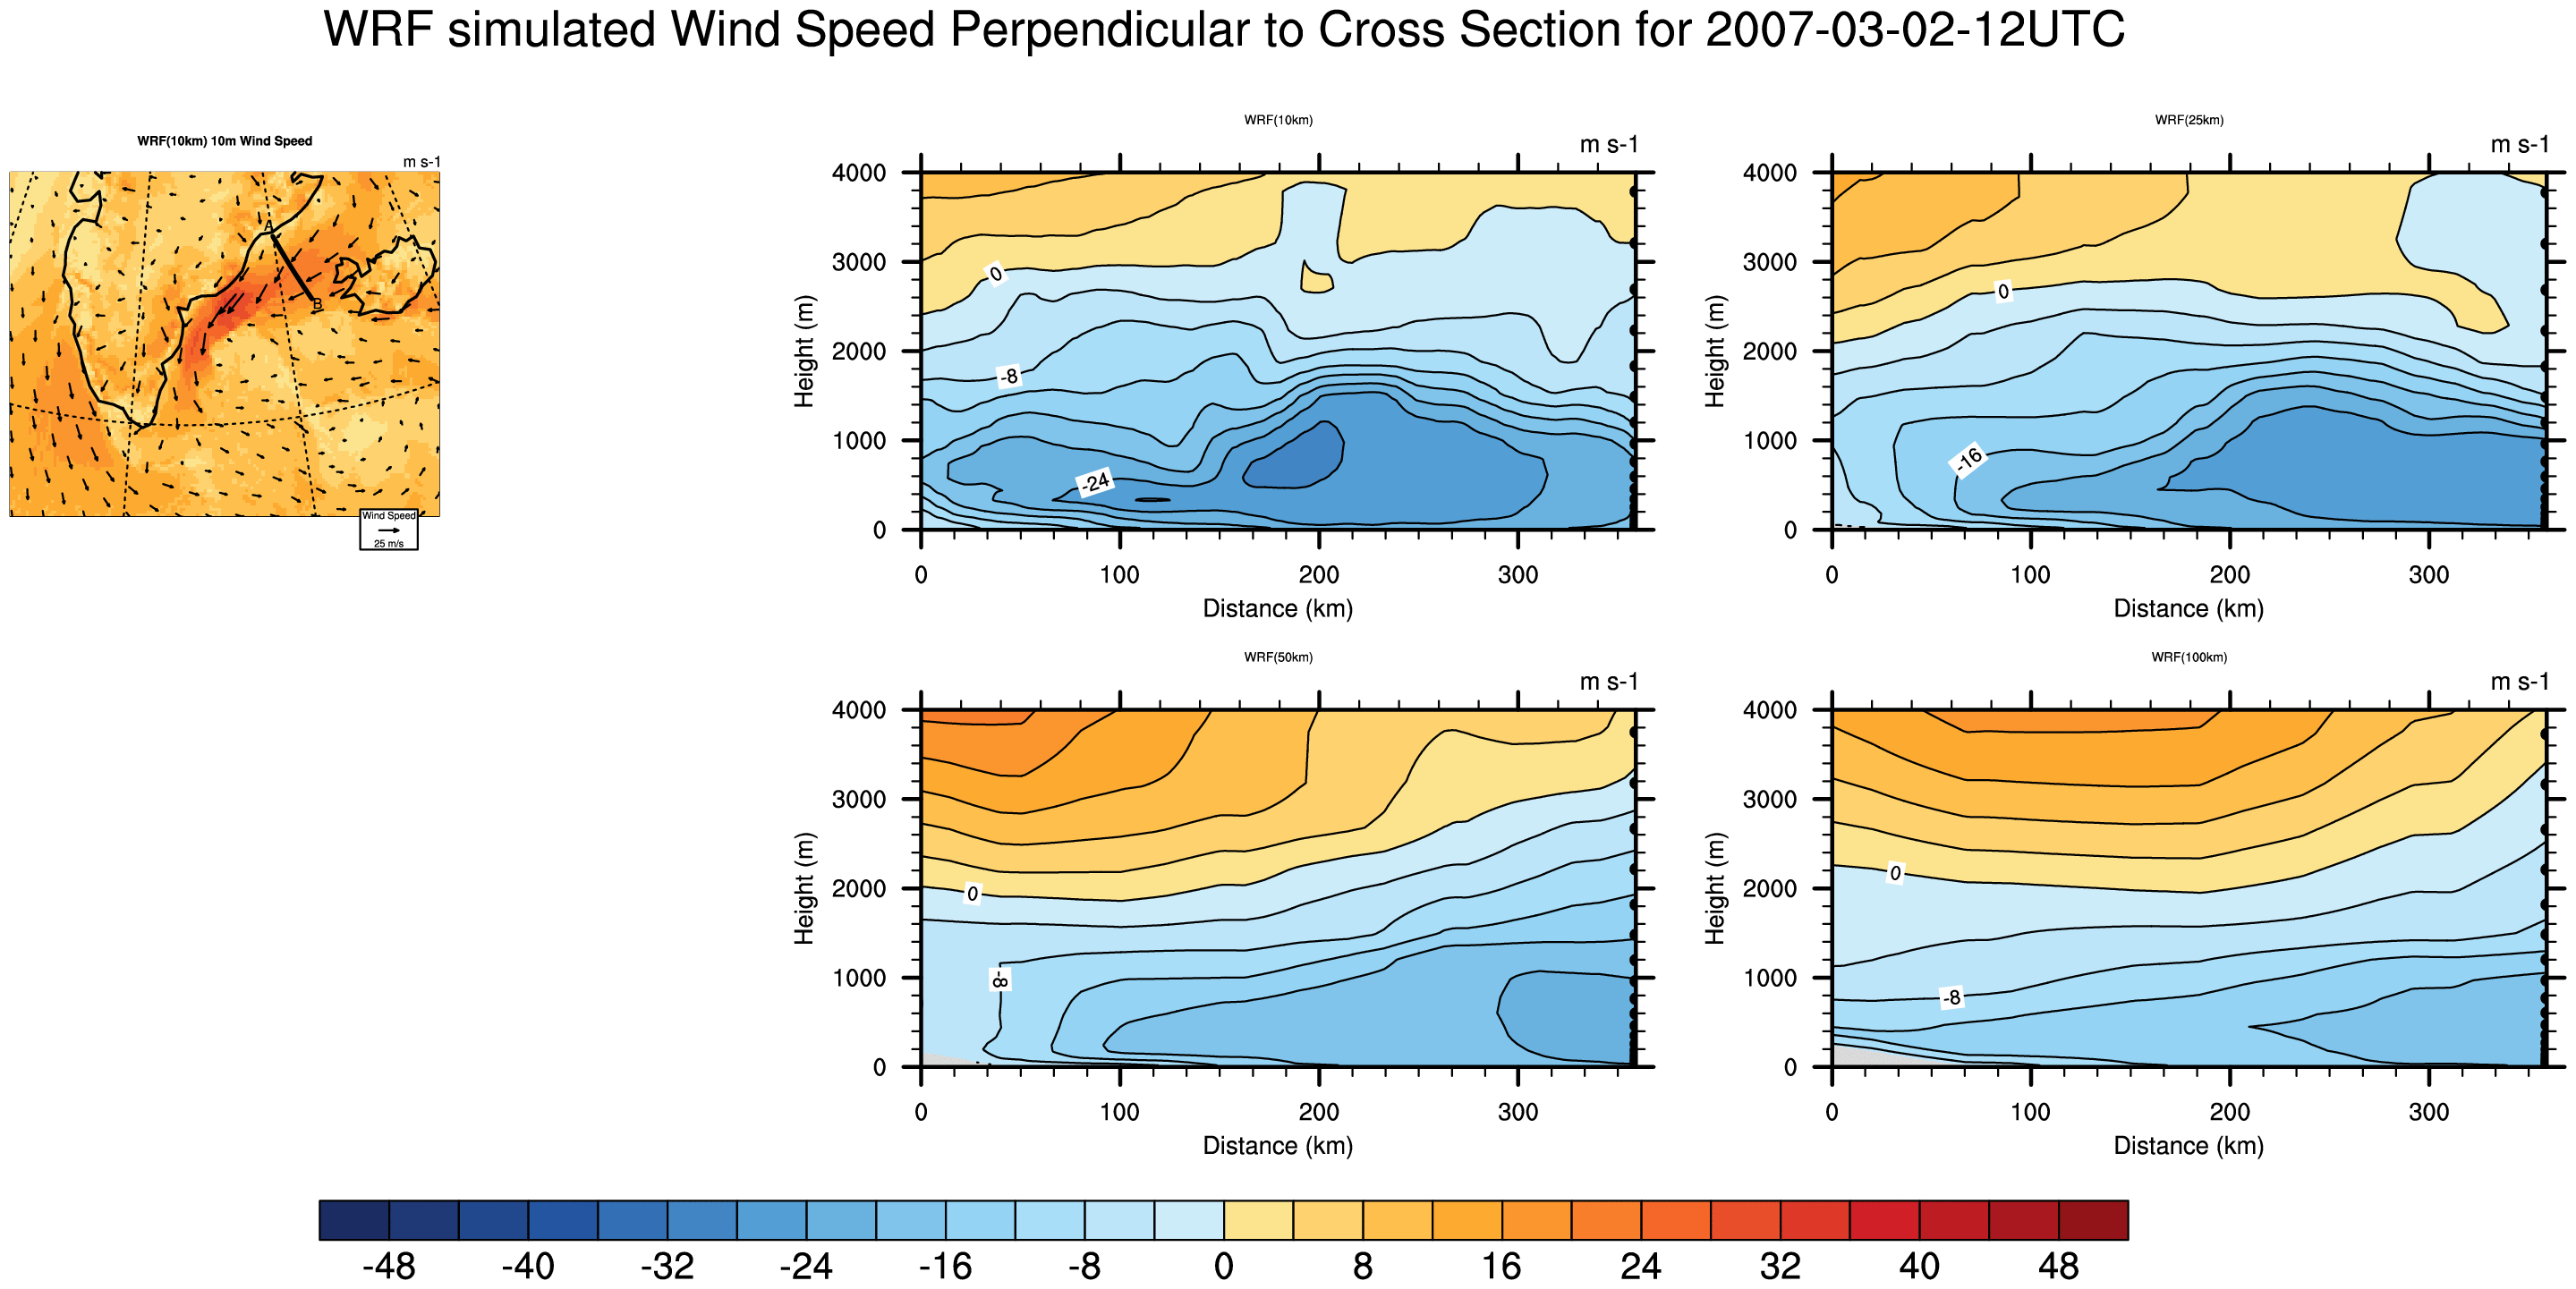 WRF simulated Wind Speed Perpendicular to Cross Section for 2007-03-02-12UTC
WRF(10km) 10m Wind Speed
m s-1
A
B
Wind Speed
25 m/s
WRF(10km)
m s-1
4000
3000
2000
1000
0
Height (m)
0
-8
-24
0 100 200 300
Distance (km)
WRF(25km)
m s-1
4000
3000
2000
1000
0
Height (m)
0
-16
0 100 200 300
Distance (km)
WRF(50km)
m s-1
4000
3000
2000
1000
0
Height (m)
0
-8
0 100 200 300
Distance (km)
WRF(100km)
m s-1
4000
3000
2000
1000
0
Height (m)
0
-8
0 100 200 300
Distance (km)
-48 -40 -32 -24 -16 -8 0 8 16 24 32 40 48